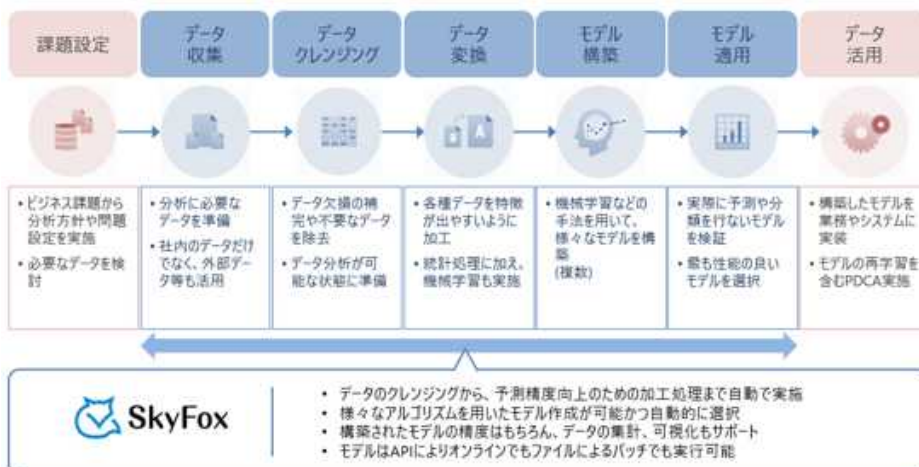 課題設定
データ
収集
データ
クレンジング
データ
変換
モデル
構築
モデル
適用
データ
活用
• ビジネス課題から
分析方針や問題
設定を実施
• 必要なデータを検
討
• 分析に必要な
データを準備
• 社内のデータだけ
でなく、外部デー
タ等も活用
• データ欠損の補
完や不要なデータ
を除去
• データ分析が可
能な状態に準備
• 各種データを特徴
が出やすいように
加工
• 統計処理に加え、
機械学習も実施
• 機械学習などの
手法を用いて、
様々なモデルを構
築
(複数)
• 実際に予測や分
類を行ないモデル
を検証
• 最も性能の良い
モデルを選択
• 構築したモデルを
業務やシステムに
実装
• モデルの再学習を
含むPDCA実施
SkyFox
• データのクレンジングから、予測精度向上のための加工処理まで自動で実施
• 様々なアルゴリズムを用いたモデル作成が可能かつ自動的に選択
• 構築されたモデルの精度はもちろん、データの集計、可視化もサポート
• モデルはAPIによりオンラインでもファイルによるバッチでも実行可能